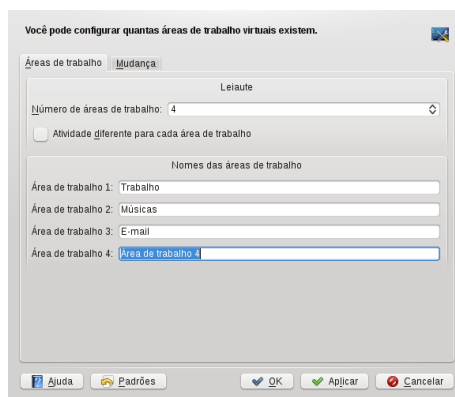 Você pode configurar quantas áreas de trabalho virtuais existem.
Áreas de trabalho Mudança
Leiaute
Número de áreas de trabalho: 4
Atividade diferente para cada área de trabalho
Nomes das áreas de trabalho
Área de trabalho 1: Trabalho
Área de trabalho 2: Músicas
Área de trabalho 3: E-mail
Área de trabalho 4: Área de trabalho 4
Ajuda Padrões OK Aplicar Cancelar